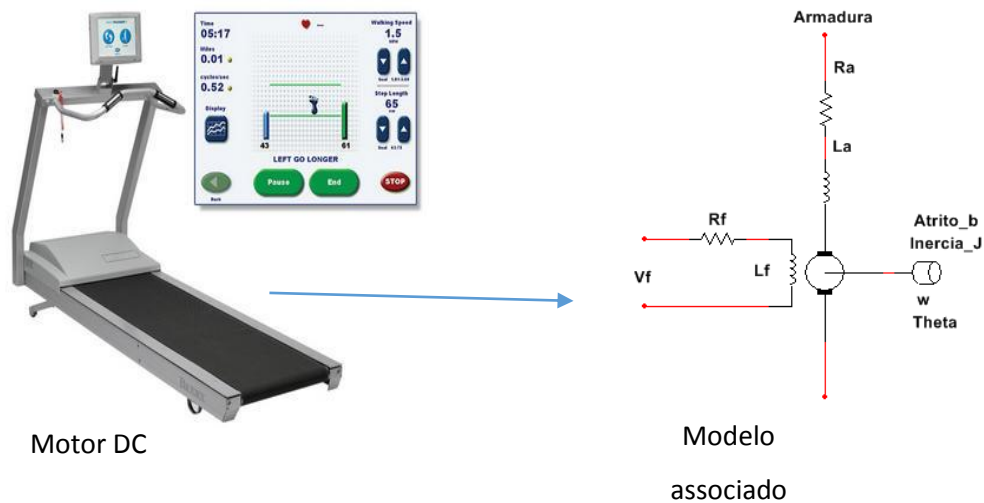 Time
05:17
Miles
0.01
cycles/sec
0.52
Display
Walking Speed
1.5
Step Length
65
43
61
LEFT GO LONGER
Back
Pause
End
STOP
Armadura
Ra
La
Rf
Lf
Vf
Atrito_b
Inercia_J
w
Theta
Motor DC
Modelo
associado